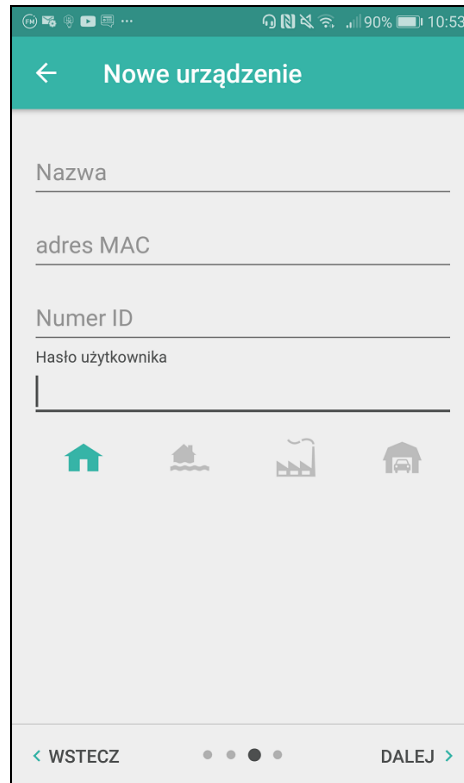 90% 10:53
Nowe urządzenie
Nazwa
adres MAC
Numer ID
Hasło użytkownika
WSTECZ DALEJ